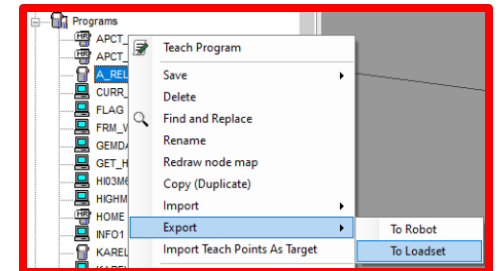 Programs
APCT_
APCT_
A_REL
CURR_
FLAG
FRM_V
GEMDA
GET_H
HI03M6
HIGHM
HOME
INFO1
KAREL
Teach Program
Save
Delete
Find and Replace
Rename
Redraw node map
Copy (Duplicate)
Import
Export
Import Teach Points As Target
To Robot
To Loadset